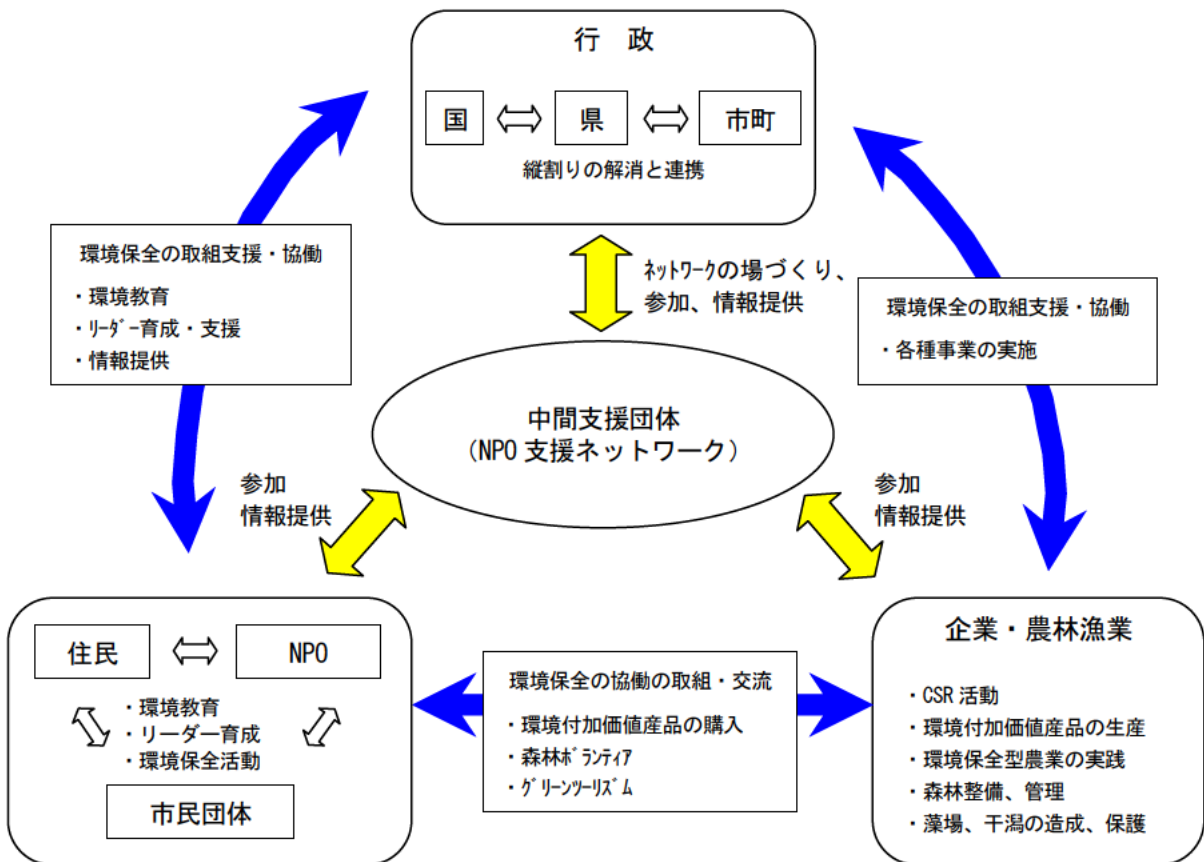 行　政
国
県
市町
縦割りの解消と連携
環境保全の取組支援・協働
・環境教育
・ﾘｰﾀﾞｰ育成・支援
・情報提供
ﾈｯﾄﾜｰｸの場づくり、
参加、情報提供
環境保全の取組支援・協働
・各種事業の実施
中間支援団体
（NPO 支援ネットワーク）
参加
情報提供
参加
情報提供
住民
NPO
・環境教育
・リーダー育成
・環境保全活動
市民団体
環境保全の協働の取組・交流
・環境付加価値産品の購入
・森林ﾎﾞﾗﾝﾃｨｱ
・ｸﾞﾘｰﾝﾂｰﾘｽﾞﾑ
企業・農林漁業
・CSR 活動
・環境付加価値産品の生産
・環境保全型農業の実践
・森林整備、管理
・藻場、干潟の造成、保護